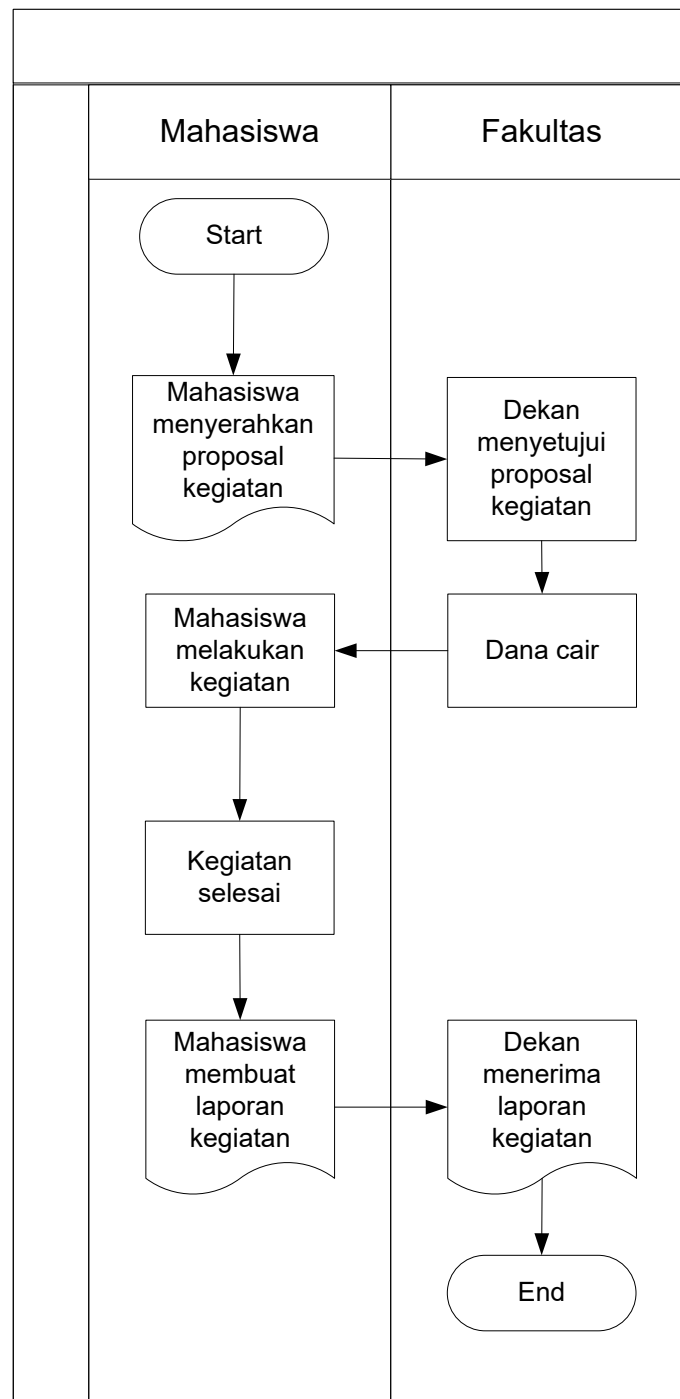 Mahasiswa
Fakultas
Start
Mahasiswa
menyerahkan
proposal
kegiatan
Dekan
menyetujui
proposal
kegiatan
Mahasiswa
melakukan
kegiatan
Dana cair
Kegiatan
selesai
Mahasiswa
membuat
laporan
kegiatan
Dekan
menerima
laporan
kegiatan
End